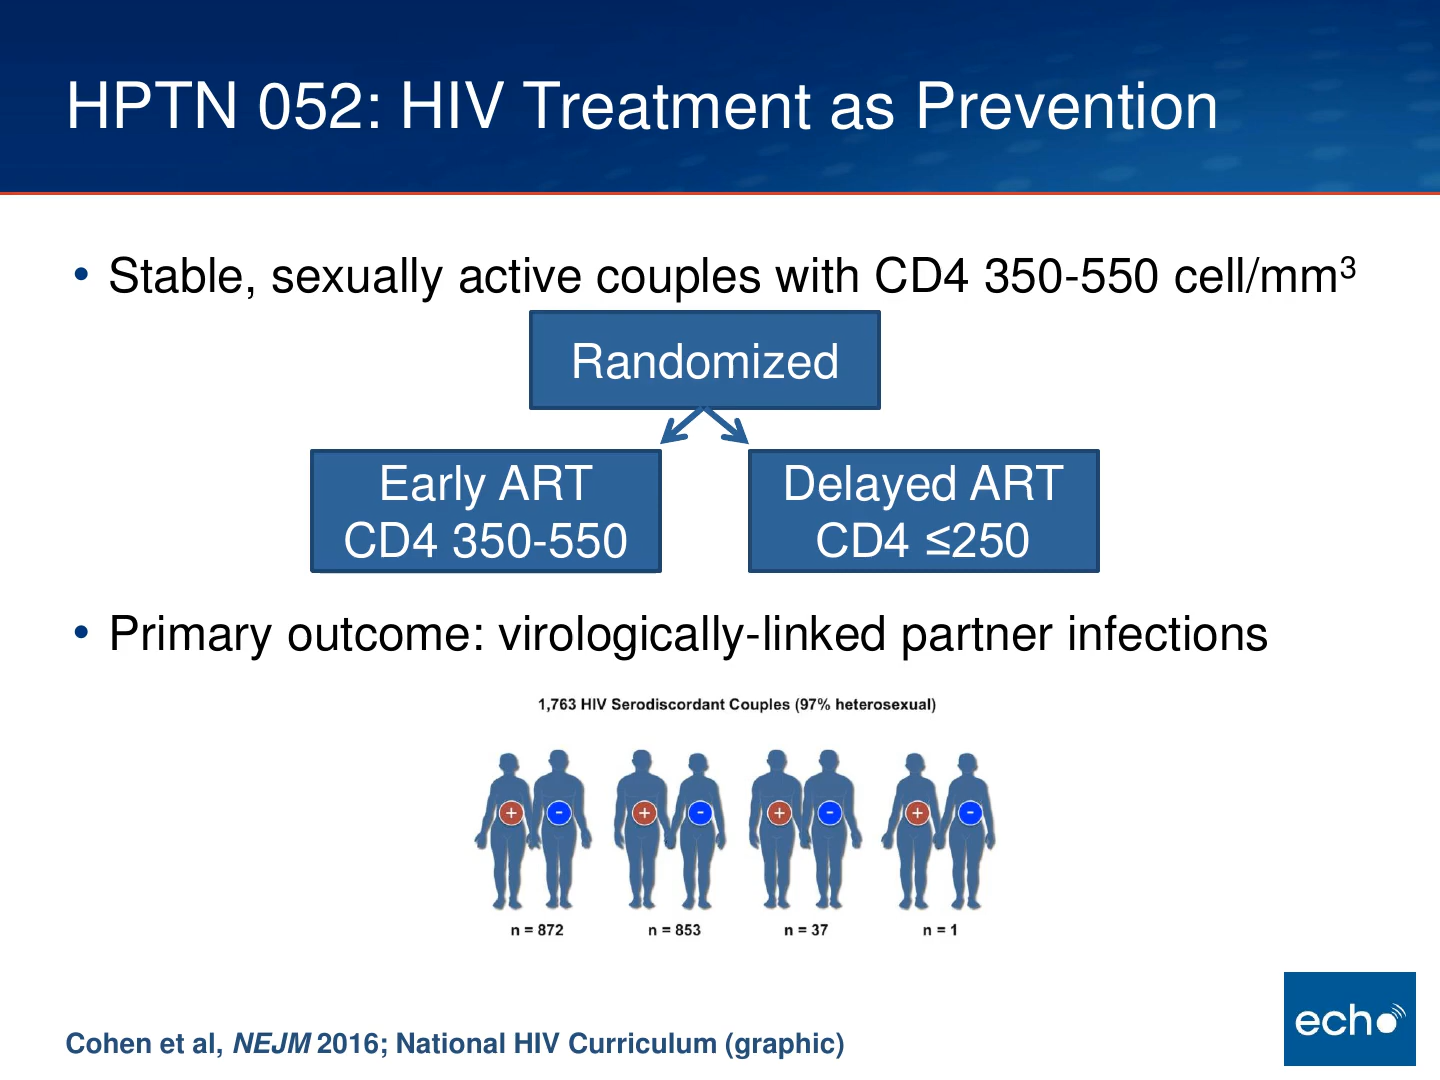 HPTN 052: HIV Treatment as Prevention
• Stable, sexually active couples with CD4 350-550 cell/mm³
Randomized
Early ART
CD4 350-550
Delayed ART
CD4 ≤250
• Primary outcome: virologically-linked partner infections
1,763 HIV Serodiscordant Couples (97% heterosexual)
+ - + - + - + -
n = 872 n = 853 n = 37 n = 1
echo
Cohen et al, NEJM 2016; National HIV Curriculum (graphic)